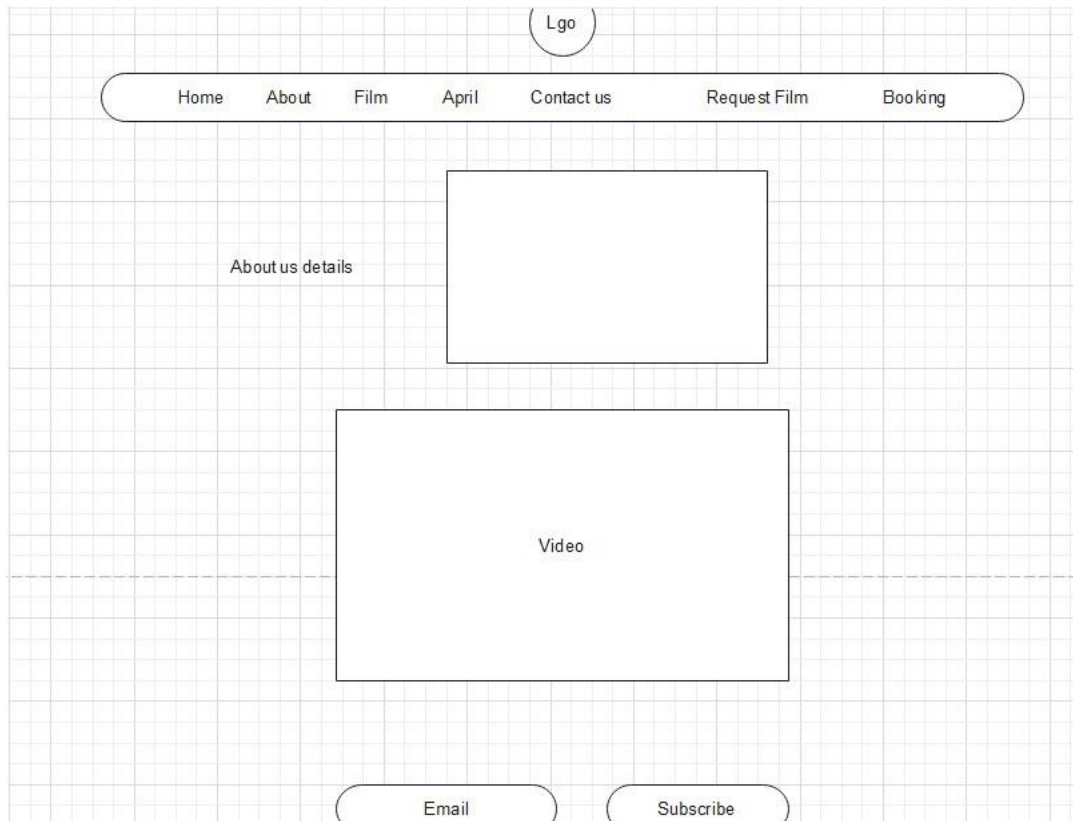 Lgo
Home About Film April Contact us Request Film Booking
About us details
Video
Email Subscribe